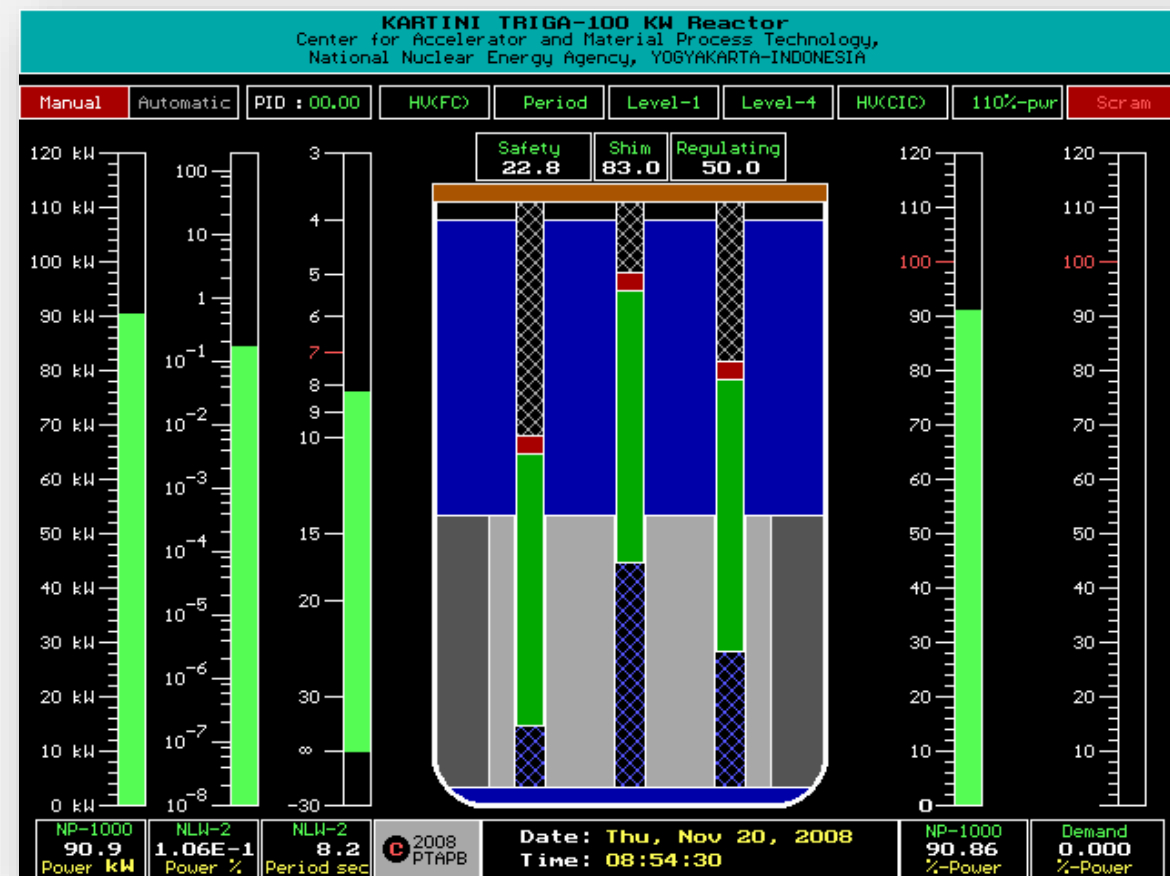 KARTINI TRIGA-100 KW Reactor
Center for Accelerator and Material Process Technology,
National Nuclear Energy Agency, YOGYAKARTA-INDONESIA
Manual Automatic PID : 00.00 HV(FC) Period Level-1 Level-4 HV(CIC) 110%-pwr Scram
Safety
22.8
Shim
83.0
Regulating
50.0
120 kW
110 kW
100 kW
90 kW
80 kW
70 kW
60 kW
50 kW
40 kW
30 kW
20 kW
10 kW
0 kW
100
10
1
10⁻¹
10⁻²
10⁻³
10⁻⁴
10⁻⁵
10⁻⁶
10⁻⁷
10⁻⁸
3
4
5
6
7
8
9
10
15
20
30
∞
-30
120
110
100
90
80
70
60
50
40
30
20
10
0
120
110
100
90
80
70
60
50
40
30
20
10
NP-1000
90.9
Power kW
NLW-2
1.06E-1
Power %
NLW-2
8.2
Period sec
C 2008
PTAPB
Date: Thu, Nov 20, 2008
Time: 08:54:30
NP-1000
90.86
%-Power
Demand
0.000
%-Power